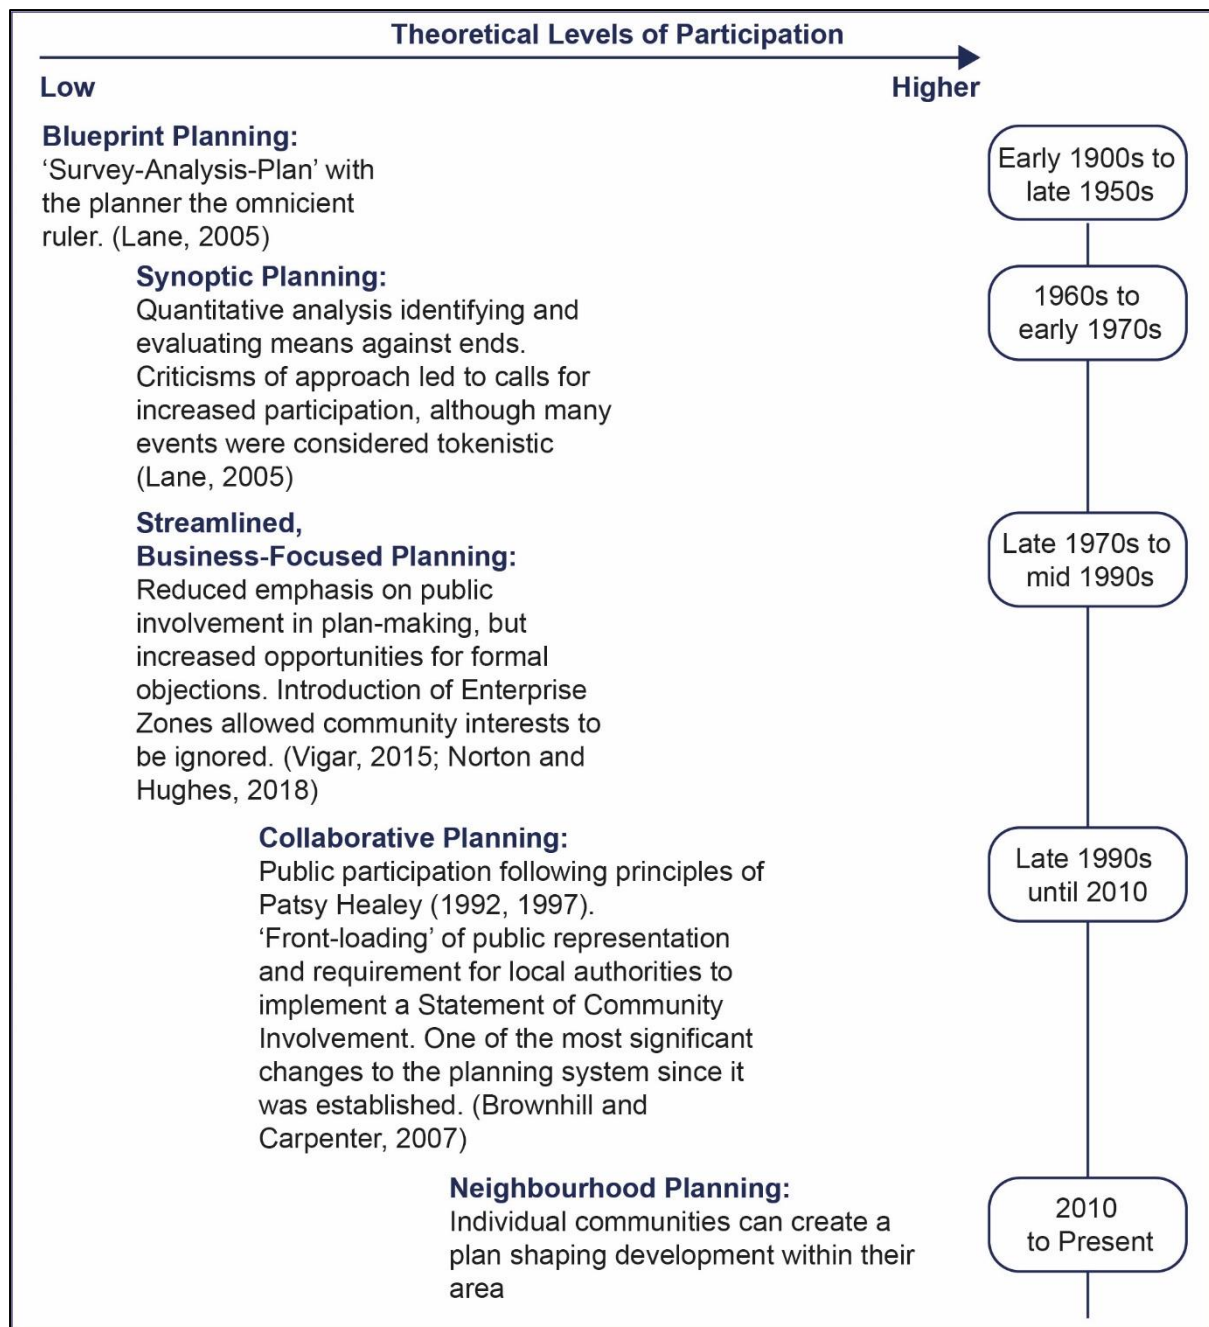 Theoretical Levels of Participation
Low
Higher
Blueprint Planning:
‘Survey-Analysis-Plan’ with
the planner the omnicient
ruler. (Lane, 2005)
Early 1900s to
late 1950s
Synoptic Planning:
Quantitative analysis identifying and
evaluating means against ends.
Criticisms of approach led to calls for
increased participation, although many
events were considered tokenistic
(Lane, 2005)
1960s to
early 1970s
Streamlined,
Business-Focused Planning:
Reduced emphasis on public
involvement in plan-making, but
increased opportunities for formal
objections. Introduction of Enterprise
Zones allowed community interests to
be ignored. (Vigar, 2015; Norton and
Hughes, 2018)
Late 1970s to
mid 1990s
Collaborative Planning:
Public participation following principles of
Patsy Healey (1992, 1997).
‘Front-loading’ of public representation
and requirement for local authorities to
implement a Statement of Community
Involvement. One of the most significant
changes to the planning system since it
was established. (Brownhill and
Carpenter, 2007)
Late 1990s
until 2010
Neighbourhood Planning:
Individual communities can create a
plan shaping development within their
area
2010
to Present